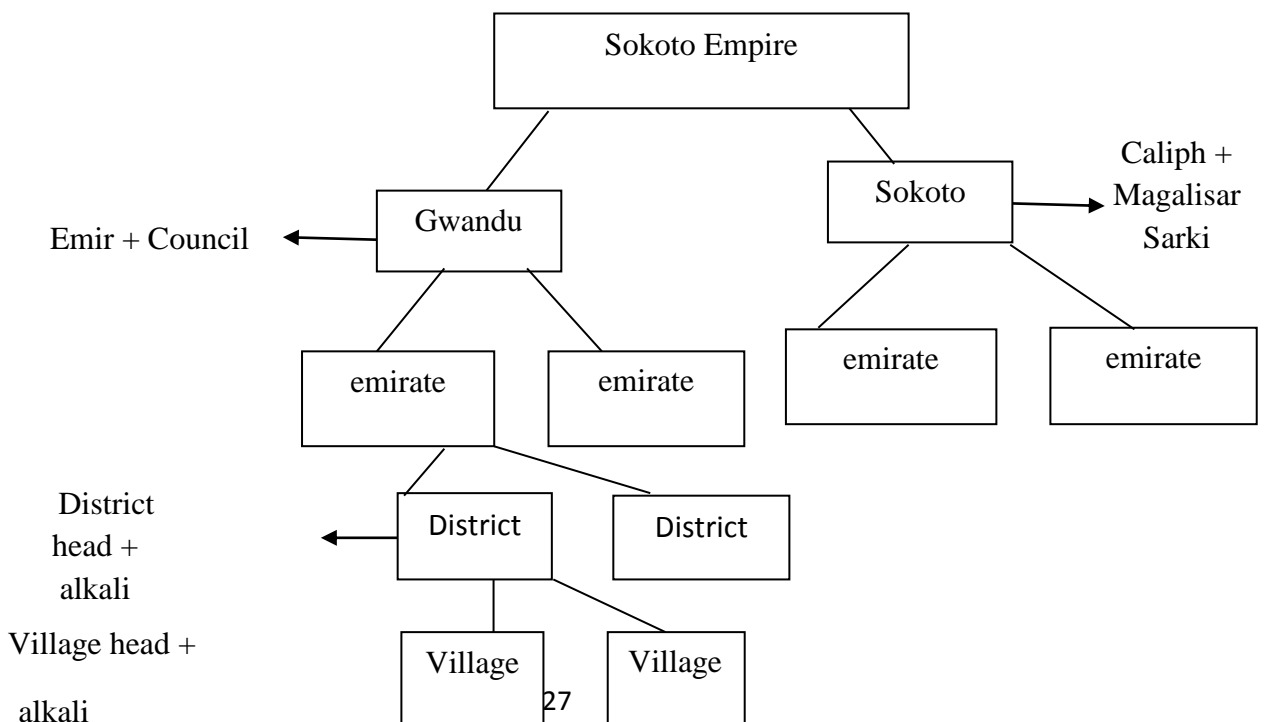 Sokoto Empire
Caliph +
Magalisar
Sarki
Sokoto
Gwandu
Emir + Council
emirate
emirate
emirate
emirate
District
head +
alkali
District
District
Village head +
alkali
Village
Village
27